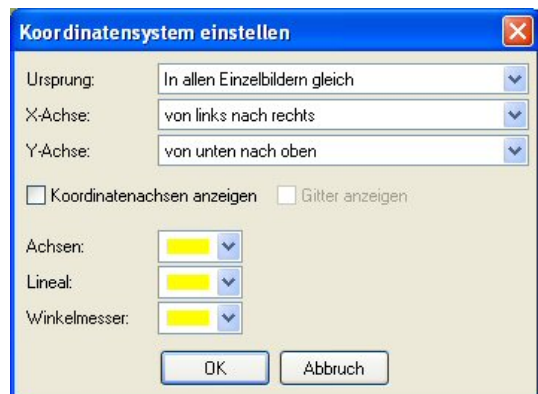 Koordinatensystem einstellen
Ursprung: In allen Einzelbildern gleich
X-Achse: von links nach rechts
Y-Achse: von unten nach oben
Koordinatenachsen anzeigen Gitter anzeigen
Achsen:
Lineal:
Winkelmesser:
OK Abbruch